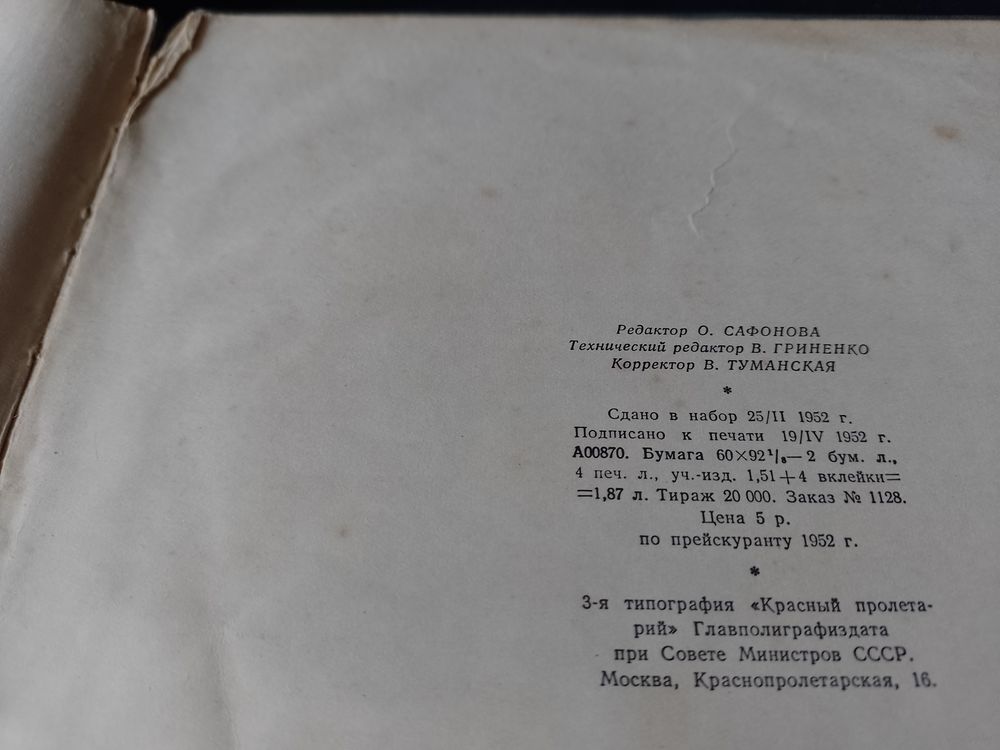 Редактор О. САФОНОВА
Технический редактор В. ГРИНЕНКО
Корректор В. ТУМАНСКАЯ
*
Сдано в набор 25/II 1952 г.
Подписано к печати 19/IV 1952 г.
А00870. Бумага 60×92¹/₈— 2 бум. л.,
4 печ. л., уч.-изд. 1,51+4 вклейки=
=1,87 л. Тираж 20 000. Заказ № 1128.
Цена 5 р.
по прейскуранту 1952 г.
*
3-я типография «Красный пролета-
рий» Главполиграфиздата
при Совете Министров СССР.
Москва, Краснопролетарская, 16.